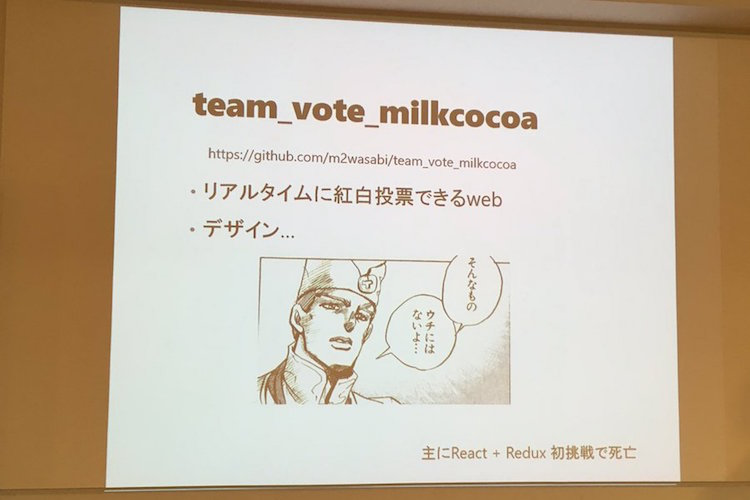 team_vote_milkcocoa
https://github.com/m2wasabi/team_vote_milkcocoa
• リアルタイムに紅白投票できるweb
• デザイン...
そんなもの
ウチには
ないよ…
主にReact + Redux 初挑戦で死亡